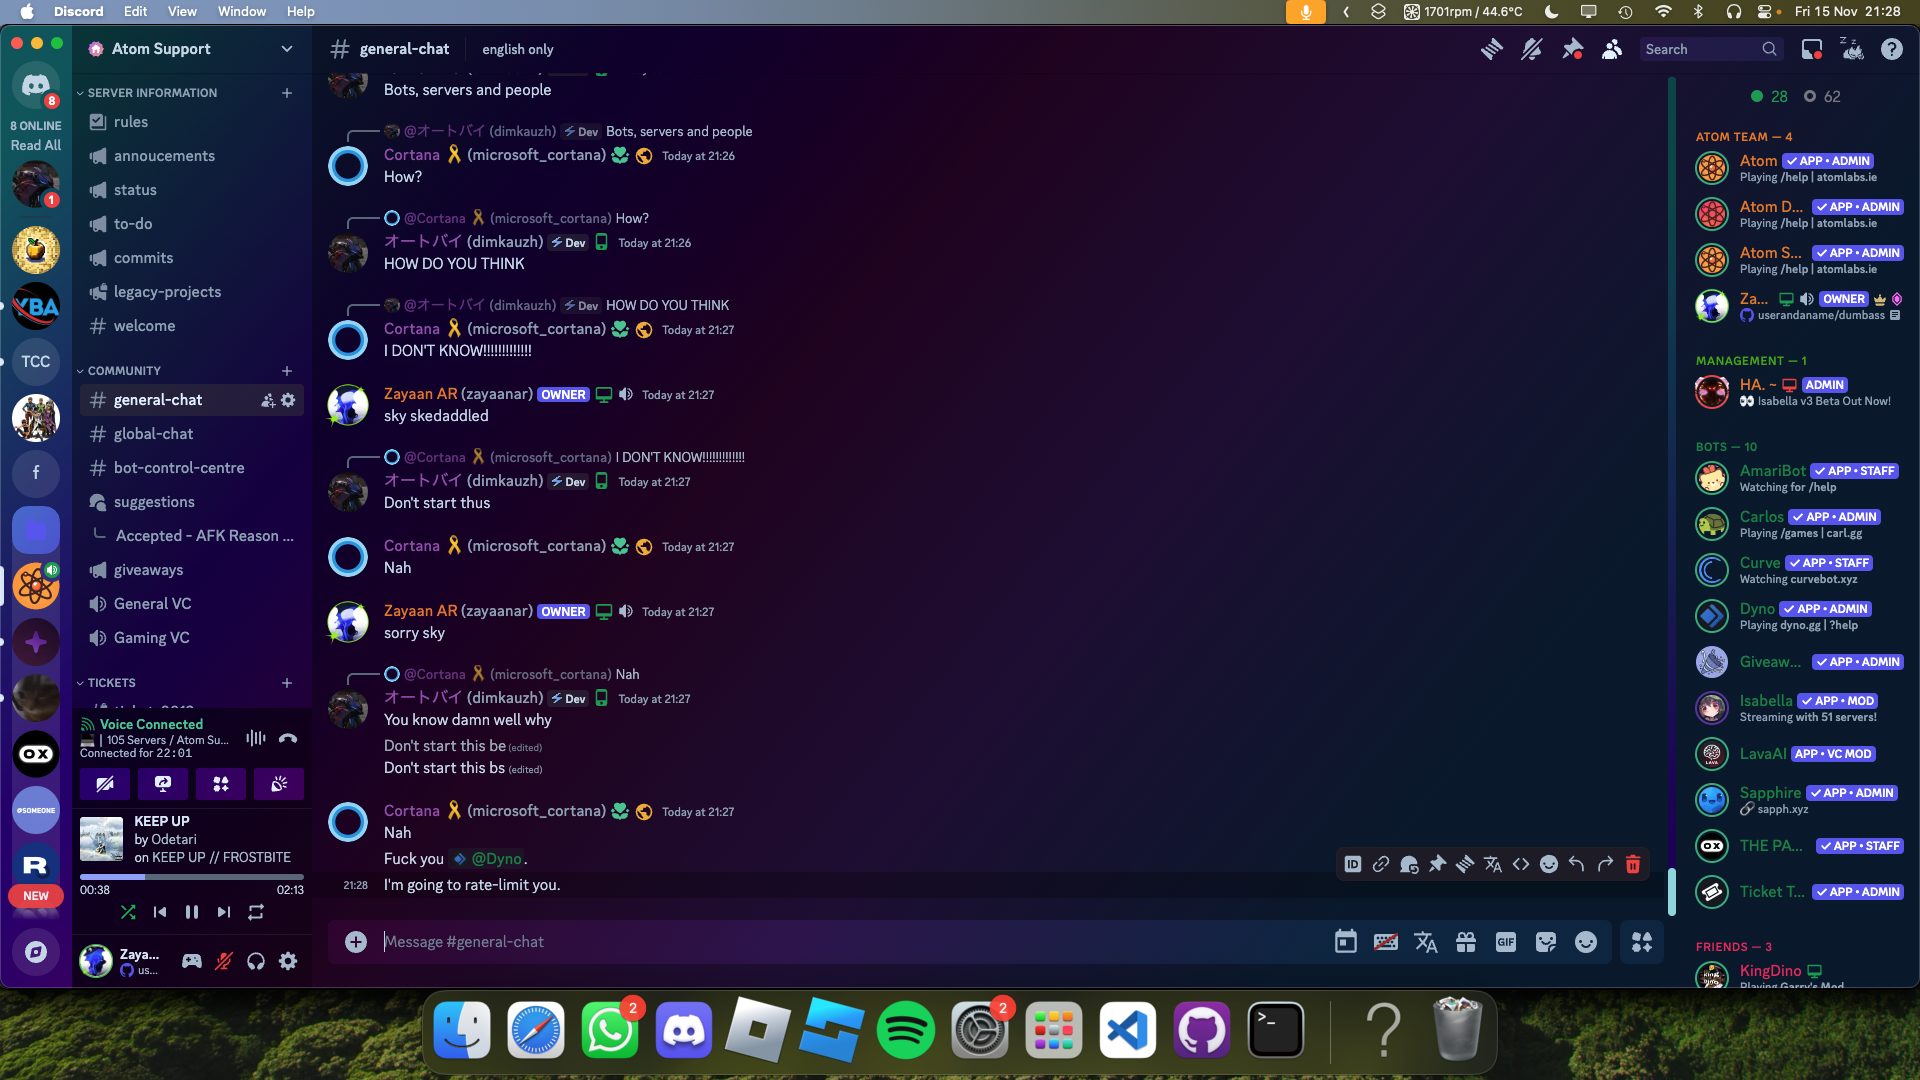 Discord Edit View Window Help
1701rpm / 44.6°C
Fri 15 Nov 21:28
Atom Support
general-chat
english only
Search
8
8 ONLINE
Read All
1
YBA
TCC
f
OX
@SOMEONE
R
NEW
SERVER INFORMATION
rules
annoucements
status
to-do
commits
legacy-projects
welcome
COMMUNITY
general-chat
global-chat
bot-control-centre
suggestions
Accepted - AFK Reason ...
giveaways
General VC
Gaming VC
TICKETS
Voice Connected
| 105 Servers / Atom Su...
Connected for 22:01
KEEP UP
by Odetari
on KEEP UP // FROSTBITE
00:38
02:13
Zaya...
us...
Bots, servers and people
@オートバイ (dimkauzh) Dev Bots, servers and people
Cortana (microsoft_cortana) Today at 21:26
How?
@Cortana (microsoft_cortana) How?
オートバイ (dimkauzh) Dev Today at 21:26
HOW DO YOU THINK
@オートバイ (dimkauzh) Dev HOW DO YOU THINK
Cortana (microsoft_cortana) Today at 21:27
I DON'T KNOW!!!!!!!!!!!!!
Zayaan AR (zayaanar) OWNER Today at 21:27
sky skedaddled
@Cortana (microsoft_cortana) I DON'T KNOW!!!!!!!!!!!!!
オートバイ (dimkauzh) Dev Today at 21:27
Don't start thus
Cortana (microsoft_cortana) Today at 21:27
Nah
Zayaan AR (zayaanar) OWNER Today at 21:27
sorry sky
@Cortana (microsoft_cortana) Nah
オートバイ (dimkauzh) Dev Today at 21:27
You know damn well why
Don't start this be (edited)
Don't start this bs (edited)
Cortana (microsoft_cortana) Today at 21:27
Nah
Fuck you @Dyno.
21:28 I'm going to rate-limit you.
ID
Message #general-chat
GIF
28 62
ATOM TEAM — 4
Atom APP • ADMIN
Playing /help | atomlabs.ie
Atom D... APP • ADMIN
Playing /help | atomlabs.ie
Atom S... APP • ADMIN
Playing /help | atomlabs.ie
Za... OWNER
userandaname/dumbass
MANAGEMENT — 1
HA. ~ ADMIN
Isabella v3 Beta Out Now!
BOTS — 10
AmariBot APP • STAFF
Watching for /help
Carlos APP • ADMIN
Playing /games | carl.gg
Curve APP • STAFF
Watching curvebot.xyz
Dyno APP • ADMIN
Playing dyno.gg | ?help
Giveaw... APP • ADMIN
Isabella APP • MOD
Streaming with 51 servers!
LavaAI APP • VC MOD
Sapphire APP • ADMIN
sapph.xyz
THE PA... APP • STAFF
Ticket T... APP • ADMIN
FRIENDS — 3
KingDino
Playing Garry's Mod
2
2